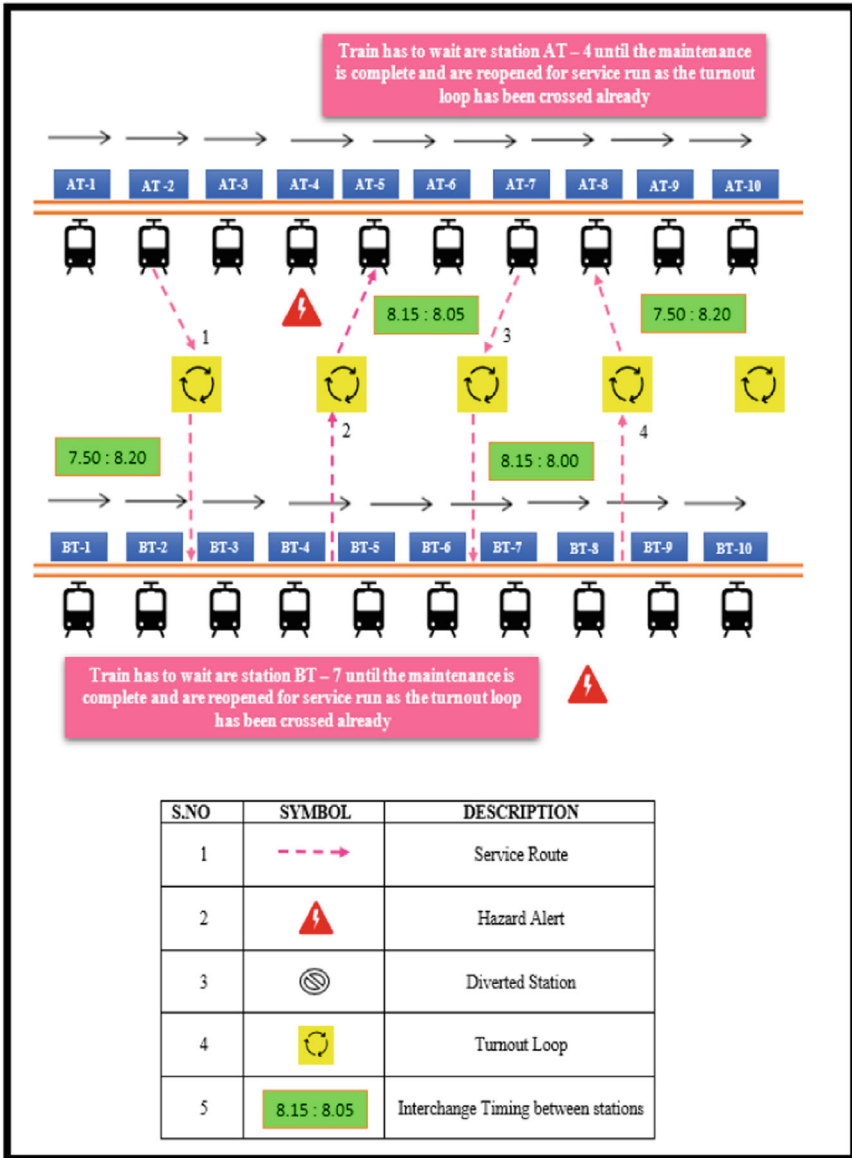 Train has to wait are station AT – 4 until the maintenance
is complete and are reopened for service run as the turnout
loop has been crossed already
AT-1 AT -2 AT-3 AT-4 AT-5 AT-6 AT-7 AT-8 AT-9 AT-10
8.15 : 8.05 7.50 : 8.20
1 3
2 4
7.50 : 8.20 8.15 : 8.00
BT-1 BT-2 BT-3 BT-4 BT-5 BT-6 BT-7 BT-8 BT-9 BT-10
Train has to wait are station BT – 7 until the maintenance is
complete and are reopened for service run as the turnout loop
has been crossed already
S.NO SYMBOL DESCRIPTION
1 Service Route
2 Hazard Alert
3 Diverted Station
4 Turnout Loop
5 8.15 : 8.05 Interchange Timing between stations